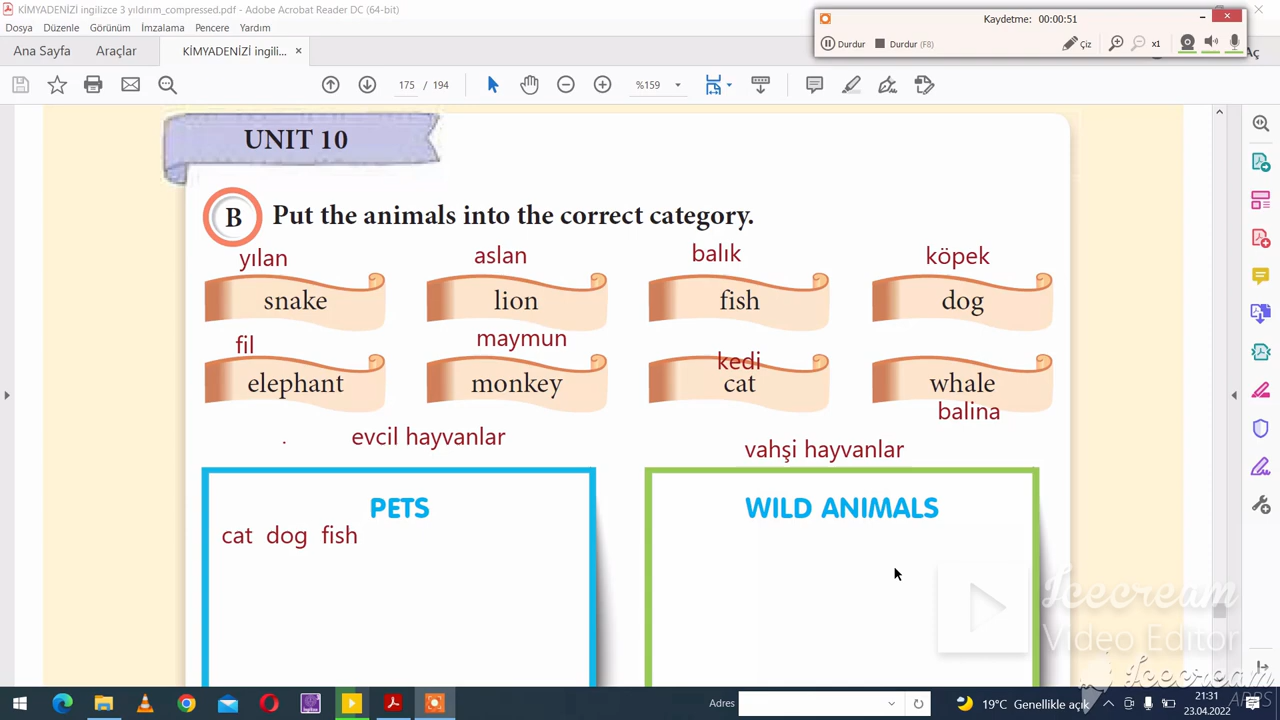 KİMYADENİZİ ingilizce 3 yıldırım_compressed.pdf - Adobe Acrobat Reader DC (64-bit)
Dosya Düzenle Görünüm İmzalama Pencere Yardım
Ana Sayfa Araçlar KİMYADENİZİ ingili... ×
Kaydetme: 00:00:51
Durdur Durdur (F8) Çiz x1
Aç
175 / 194 %159
UNIT 10
B Put the animals into the correct category.
yılan aslan balık köpek
snake lion fish dog
fil maymun kedi
elephant monkey cat whale
balina
evcil hayvanlar vahşi hayvanlar
PETS WILD ANIMALS
cat dog fish
Icecream
Video Editor
Icecream
APPS
Adres 19°C Genellikle açık 21:31
23.04.2022